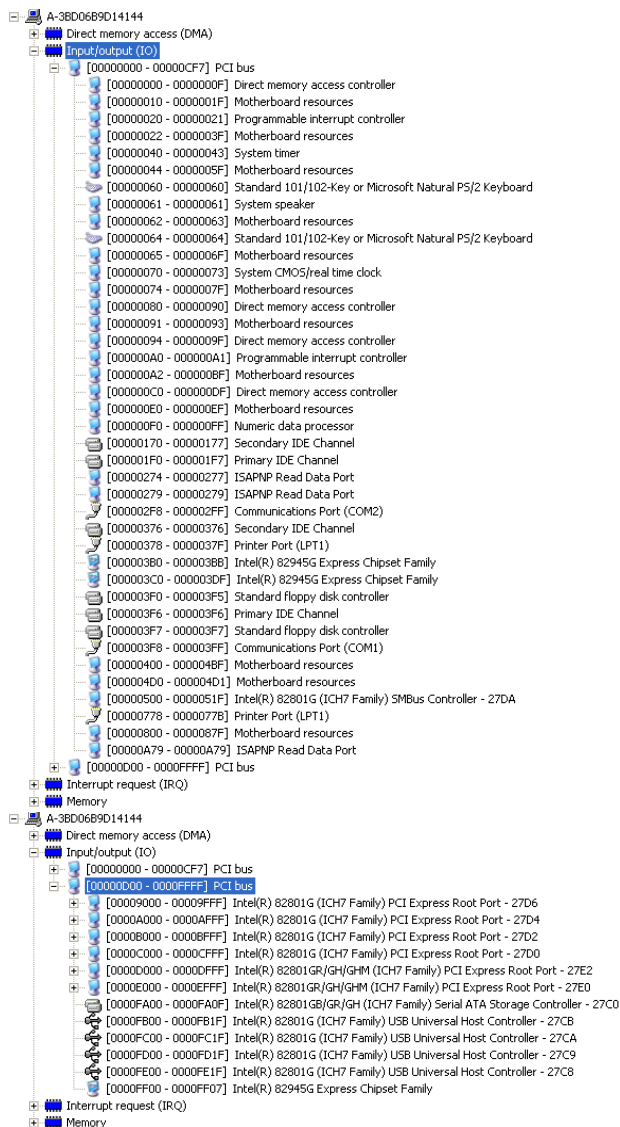 A-3BD06B9D14144
Direct memory access (DMA)
Input/output (IO)
[00000000 - 00000CF7] PCI bus
[00000000 - 0000000F] Direct memory access controller
[00000010 - 0000001F] Motherboard resources
[00000020 - 00000021] Programmable interrupt controller
[00000022 - 0000003F] Motherboard resources
[00000040 - 00000043] System timer
[00000044 - 0000005F] Motherboard resources
[00000060 - 00000060] Standard 101/102-Key or Microsoft Natural PS/2 Keyboard
[00000061 - 00000061] System speaker
[00000062 - 00000063] Motherboard resources
[00000064 - 00000064] Standard 101/102-Key or Microsoft Natural PS/2 Keyboard
[00000065 - 0000006F] Motherboard resources
[00000070 - 00000073] System CMOS/real time clock
[00000074 - 0000007F] Motherboard resources
[00000080 - 00000090] Direct memory access controller
[00000091 - 00000093] Motherboard resources
[00000094 - 0000009F] Direct memory access controller
[000000A0 - 000000A1] Programmable interrupt controller
[000000A2 - 000000BF] Motherboard resources
[000000C0 - 000000DF] Direct memory access controller
[000000E0 - 000000EF] Motherboard resources
[000000F0 - 000000FF] Numeric data processor
[00000170 - 00000177] Secondary IDE Channel
[000001F0 - 000001F7] Primary IDE Channel
[00000274 - 00000277] ISAPNP Read Data Port
[00000279 - 00000279] ISAPNP Read Data Port
[000002F8 - 000002FF] Communications Port (COM2)
[00000376 - 00000376] Secondary IDE Channel
[00000378 - 0000037F] Printer Port (LPT1)
[000003B0 - 000003BB] Intel(R) 82945G Express Chipset Family
[000003C0 - 000003DF] Intel(R) 82945G Express Chipset Family
[000003F0 - 000003F5] Standard floppy disk controller
[000003F6 - 000003F6] Primary IDE Channel
[000003F7 - 000003F7] Standard floppy disk controller
[000003F8 - 000003FF] Communications Port (COM1)
[00000400 - 000004BF] Motherboard resources
[000004D0 - 000004D1] Motherboard resources
[00000500 - 0000051F] Intel(R) 82801G (ICH7 Family) SMBus Controller - 27DA
[00000778 - 0000077B] Printer Port (LPT1)
[00000800 - 0000087F] Motherboard resources
[00000A79 - 00000A79] ISAPNP Read Data Port
[00000D00 - 0000FFFF] PCI bus
Interrupt request (IRQ)
Memory
A-3BD06B9D14144
Direct memory access (DMA)
Input/output (IO)
[00000000 - 00000CF7] PCI bus
[00000D00 - 0000FFFF] PCI bus
[00009000 - 00009FFF] Intel(R) 82801G (ICH7 Family) PCI Express Root Port - 27D6
[0000A000 - 0000AFFF] Intel(R) 82801G (ICH7 Family) PCI Express Root Port - 27D4
[0000B000 - 0000BFFF] Intel(R) 82801G (ICH7 Family) PCI Express Root Port - 27D2
[0000C000 - 0000CFFF] Intel(R) 82801G (ICH7 Family) PCI Express Root Port - 27D0
[0000D000 - 0000DFFF] Intel(R) 82801GR/GH/GHM (ICH7 Family) PCI Express Root Port - 27E2
[0000E000 - 0000EFFF] Intel(R) 82801GR/GH/GHM (ICH7 Family) PCI Express Root Port - 27E0
[0000FA00 - 0000FA0F] Intel(R) 82801GB/GR/GH (ICH7 Family) Serial ATA Storage Controller - 27C0
[0000FB00 - 0000FB1F] Intel(R) 82801G (ICH7 Family) USB Universal Host Controller - 27CB
[0000FC00 - 0000FC1F] Intel(R) 82801G (ICH7 Family) USB Universal Host Controller - 27CA
[0000FD00 - 0000FD1F] Intel(R) 82801G (ICH7 Family) USB Universal Host Controller - 27C9
[0000FE00 - 0000FE1F] Intel(R) 82801G (ICH7 Family) USB Universal Host Controller - 27C8
[0000FF00 - 0000FF07] Intel(R) 82945G Express Chipset Family
Interrupt request (IRQ)
Memory